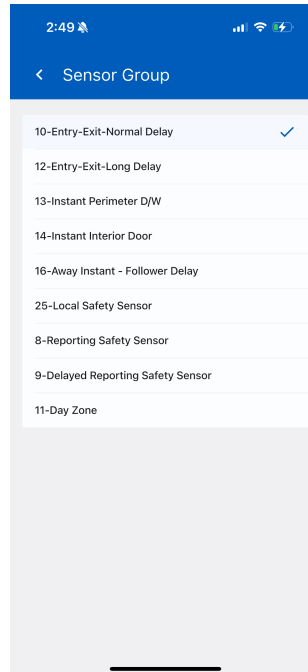 2:49
Sensor Group
10-Entry-Exit-Normal Delay
12-Entry-Exit-Long Delay
13-Instant Perimeter D/W
14-Instant Interior Door
16-Away Instant - Follower Delay
25-Local Safety Sensor
8-Reporting Safety Sensor
9-Delayed Reporting Safety Sensor
11-Day Zone